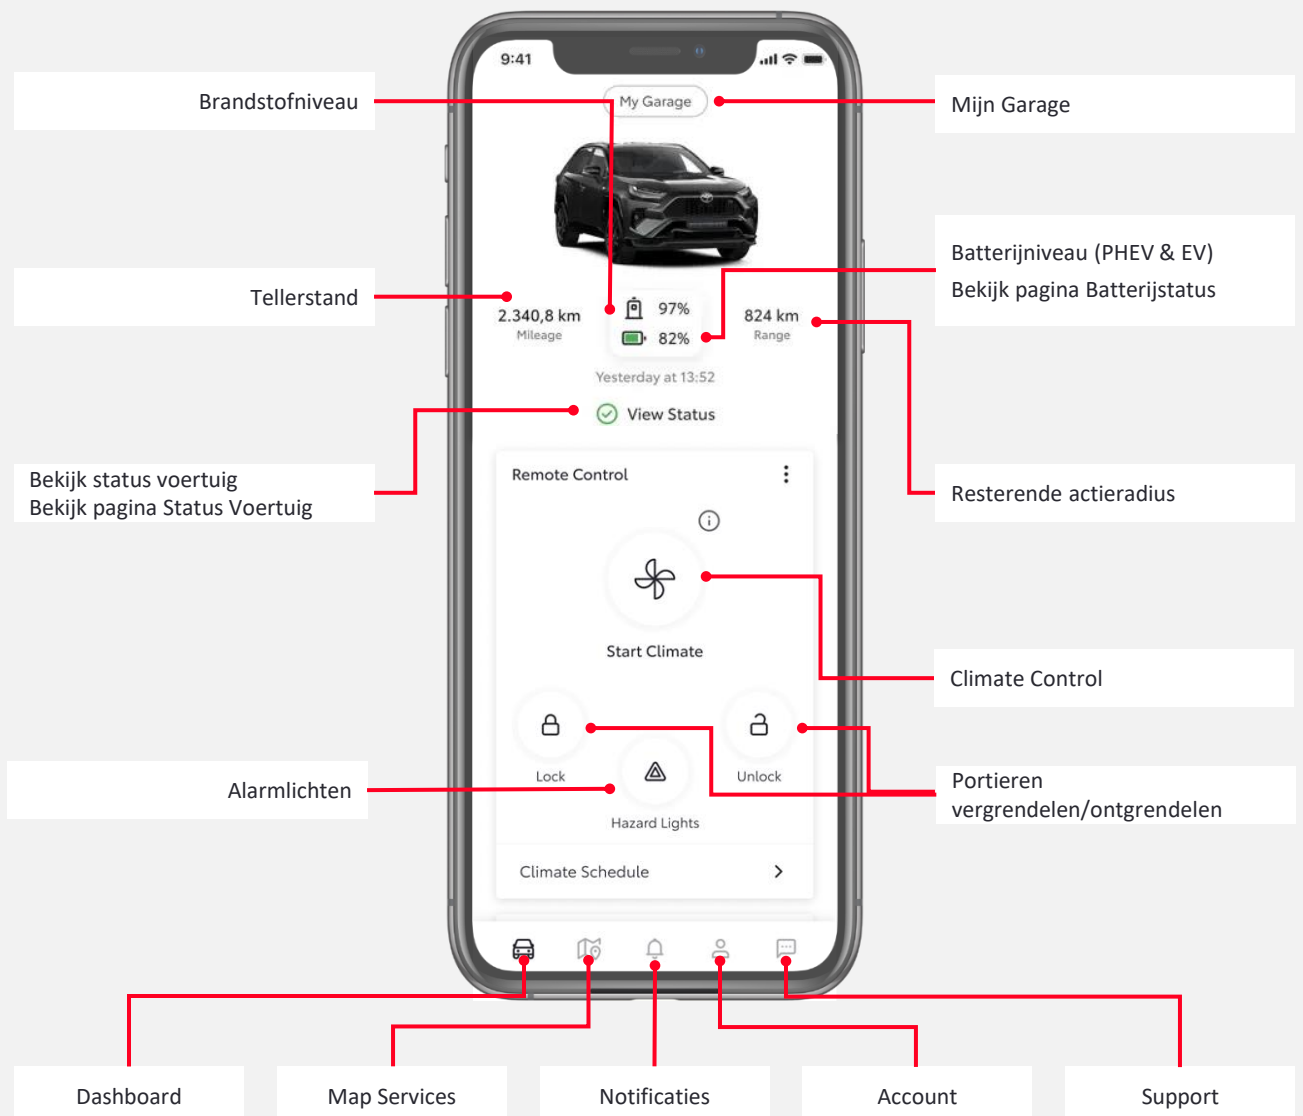 9:41
My Garage
Brandstofniveau
Mijn Garage
Batterijniveau (PHEV & EV)
Bekijk pagina Batterijstatus
Tellerstand
2.340,8 km
Mileage
97%
82%
824 km
Range
Yesterday at 13:52
View Status
Bekijk status voertuig
Bekijk pagina Status Voertuig
Resterende actieradius
Remote Control
Start Climate
Climate Control
Lock
Unlock
Alarmlichten
Hazard Lights
Portieren
vergrendelen/ontgrendelen
Climate Schedule
Dashboard
Map Services
Notificaties
Account
Support